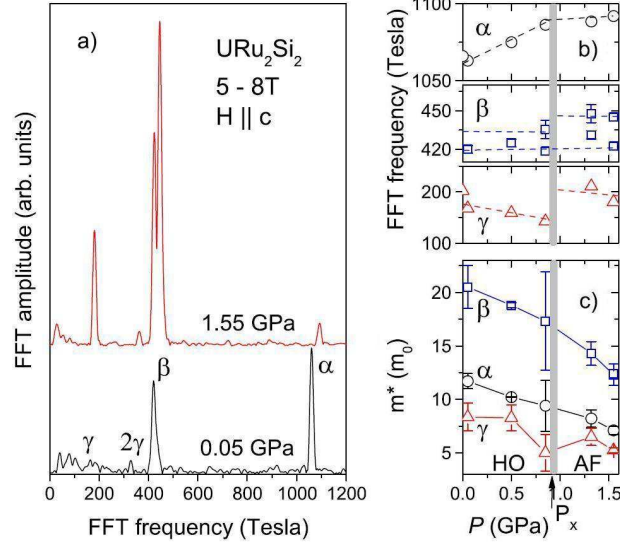 a)
URu2Si2
5 - 8T
H || c
1.55 GPa
β
α
γ
2γ
0.05 GPa
FFT amplitude (arb. units)
0 200 400 600 800 1000 1200
FFT frequency (Tesla)
b)
1100
α
1050
β
450
420
γ
200
100
FFT frequency (Tesla)
c)
20
β
15
α
10
γ
5
HO
AF
m* (m0)
0.0 0.5 1.0 1.5
Px
P (GPa)